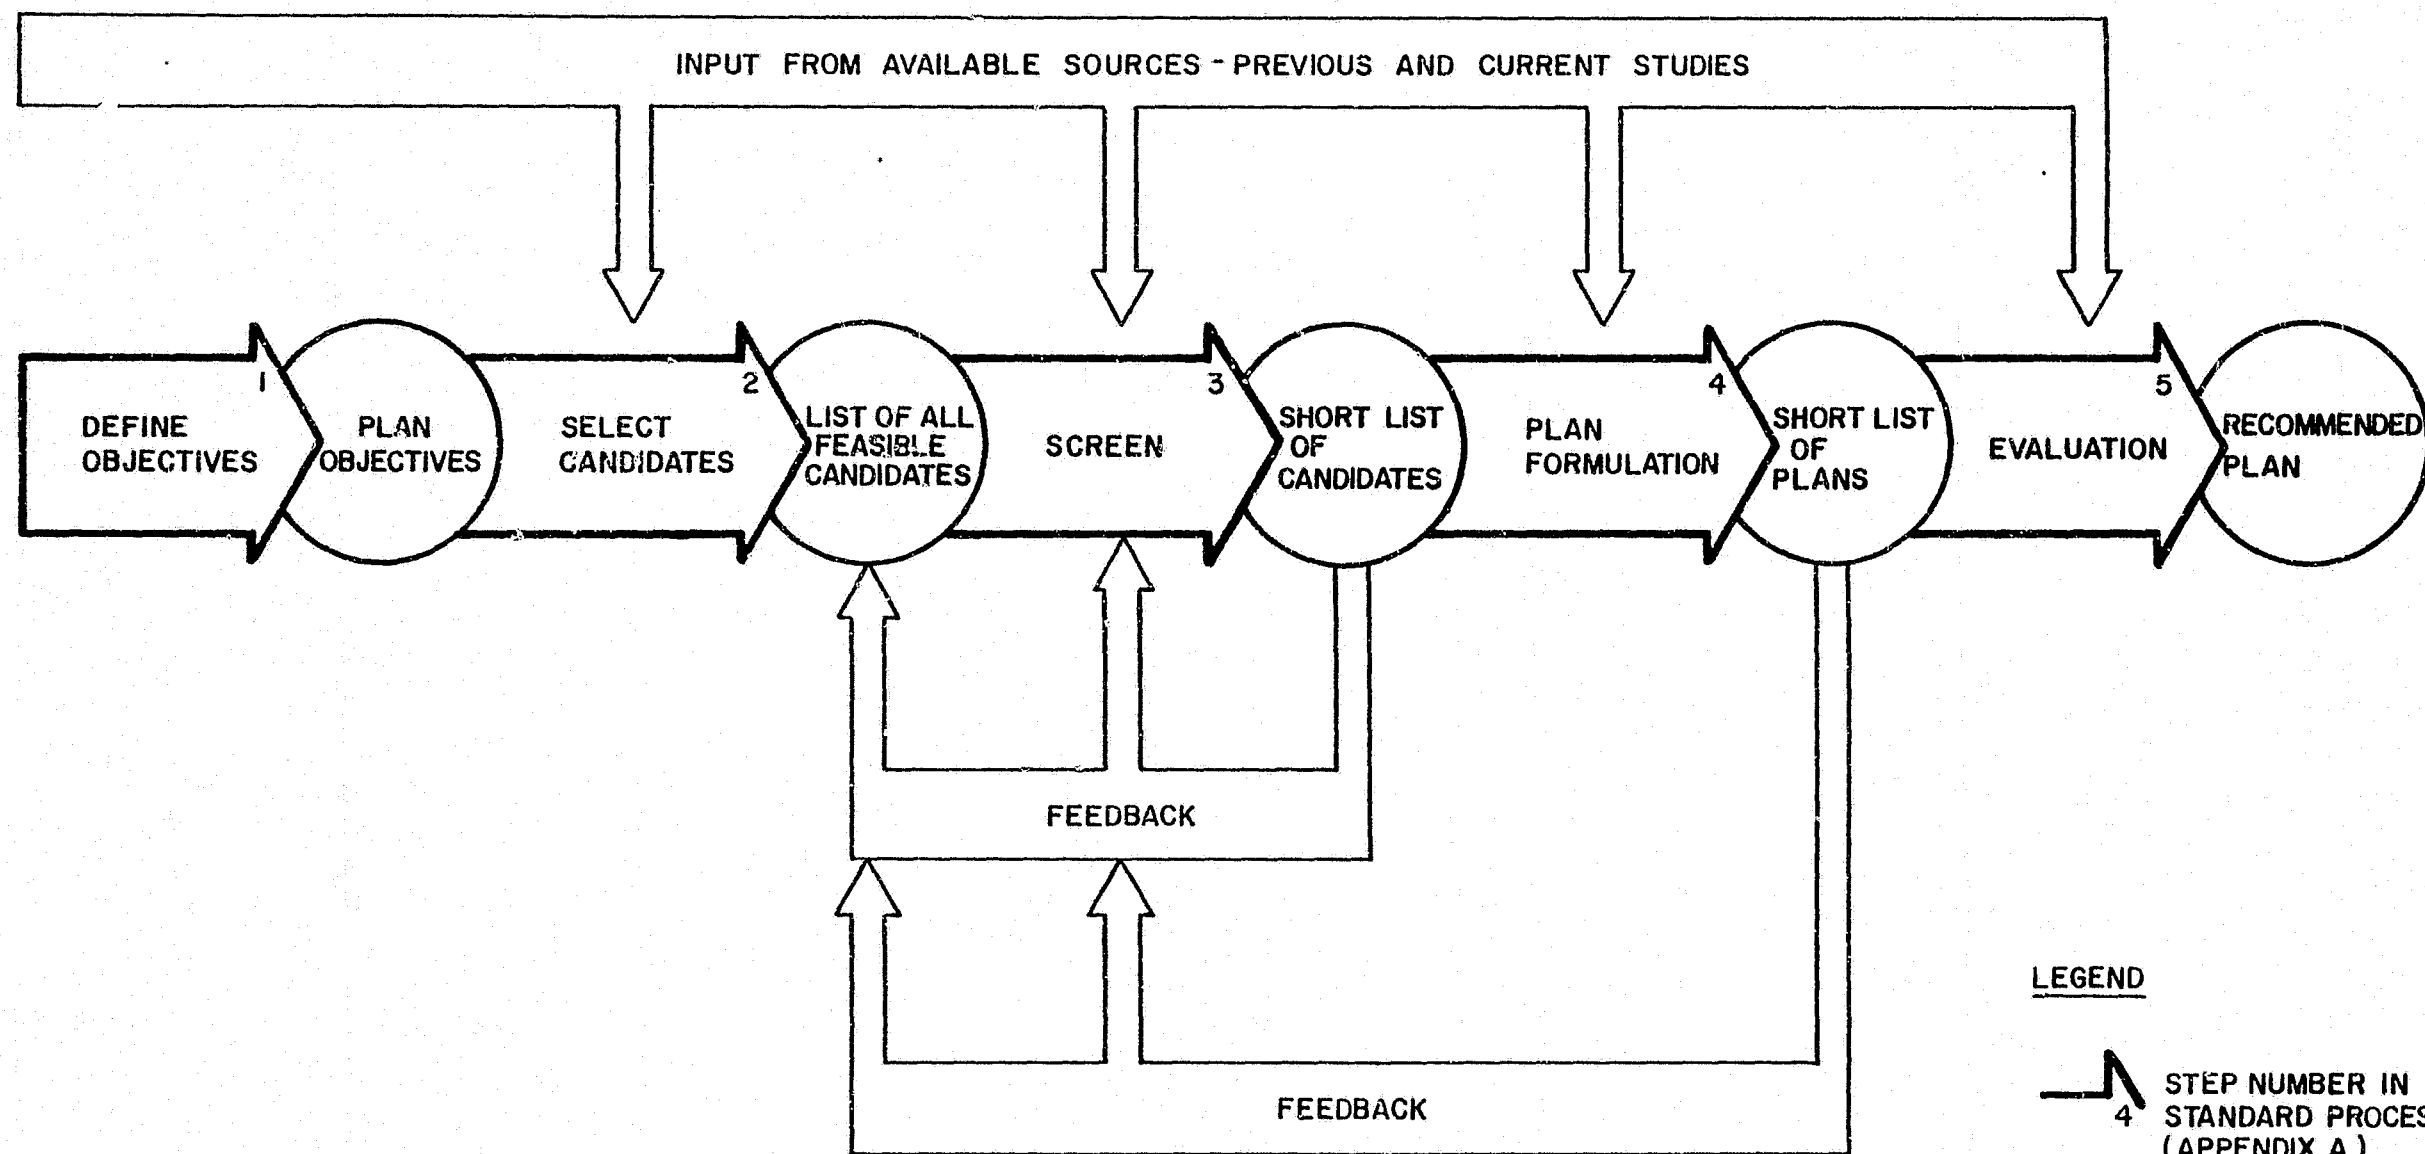 INPUT FROM AVAILABLE SOURCES - PREVIOUS AND CURRENT STUDIES
1
DEFINE
OBJECTIVES
PLAN
OBJECTIVES
2
SELECT
CANDIDATES
LIST OF ALL
FEASIBLE
CANDIDATES
3
SCREEN
SHORT LIST
OF
CANDIDATES
4
PLAN
FORMULATION
SHORT LIST
OF
PLANS
5
EVALUATION
RECOMMENDED
PLAN
FEEDBACK
FEEDBACK
LEGEND
4
STEP NUMBER IN
STANDARD PROCES
(APPENDIX A)